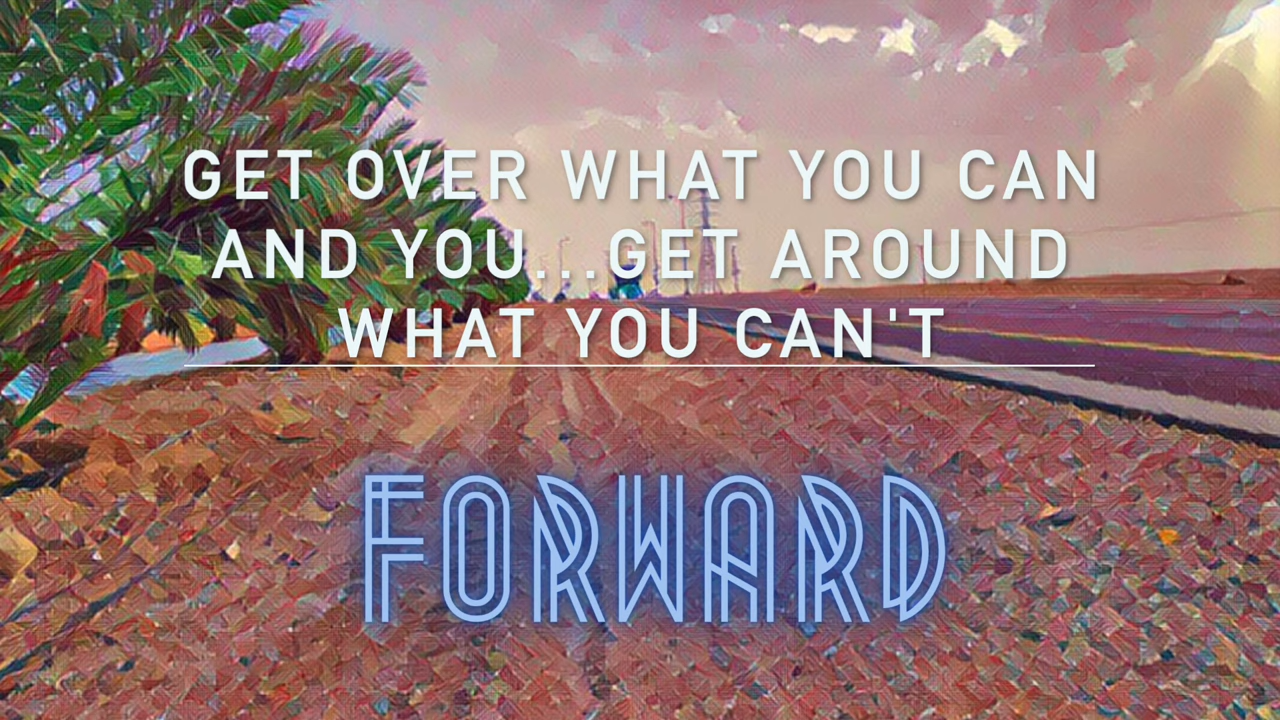 GET OVER WHAT YOU CAN
AND YOU...GET AROUND
WHAT YOU CAN'T
FORWARD